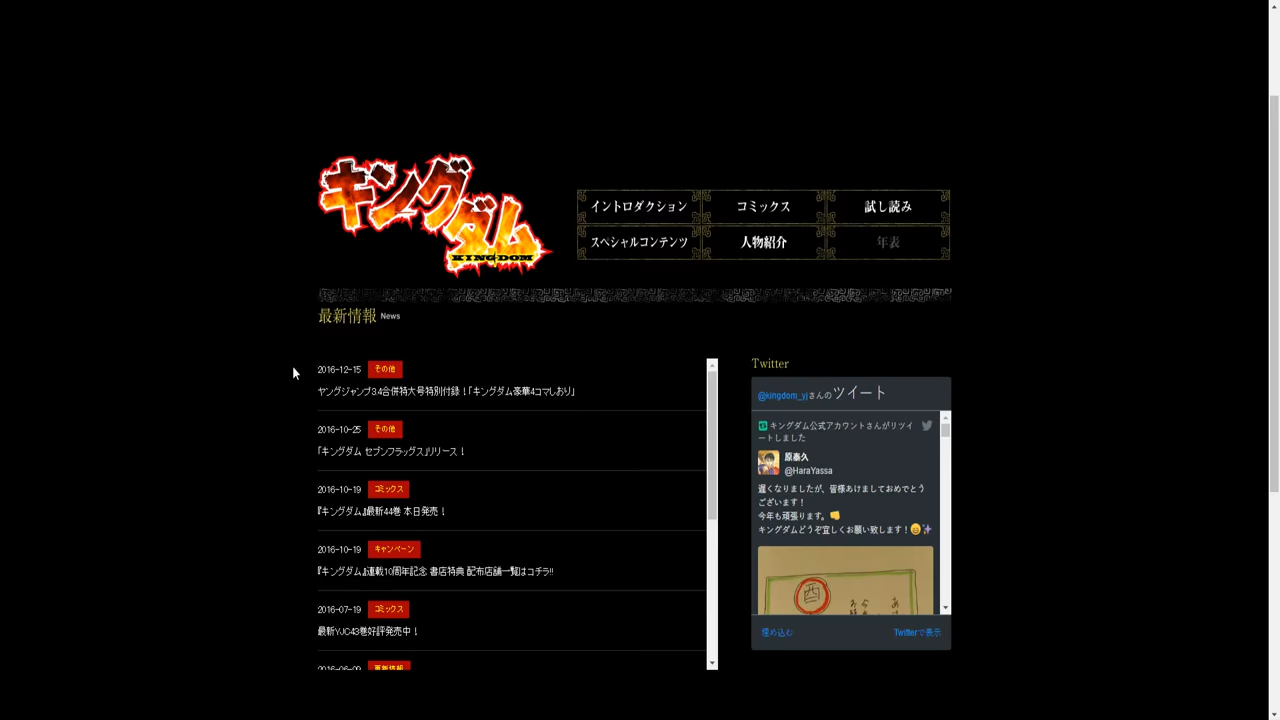 キングダム
KINGDOM
イントロダクション
コミックス
試し読み
スペシャルコンテンツ
人物紹介
年表
最新情報 News
2016-12-15 その他
ヤングジャンプ3.4合併特大号特別付録！「キングダム豪華4コマしおり」
2016-10-25 その他
「キングダム セブンフラッグス」リリース！
2016-10-19 コミックス
『キングダム』最新44巻 本日発売！
2016-10-19 キャンペーン
『キングダム』連載10周年記念 書店特典 配布店舗一覧はコチラ!!
2016-07-19 コミックス
最新YJC43巻好評発売中！
2016-06-09 更新情報
Twitter
@kingdom_yjさんのツイート
キングダム公式アカウントさんがリツイ
ートしました
原泰久
@HaraYassa
遅くなりましたが、皆様あけましておめでとう
ございます！
今年も頑張ります。👊
キングダムどうぞ宜しくお願い致します！😊✨
酉
埋め込む
Twitterで表示